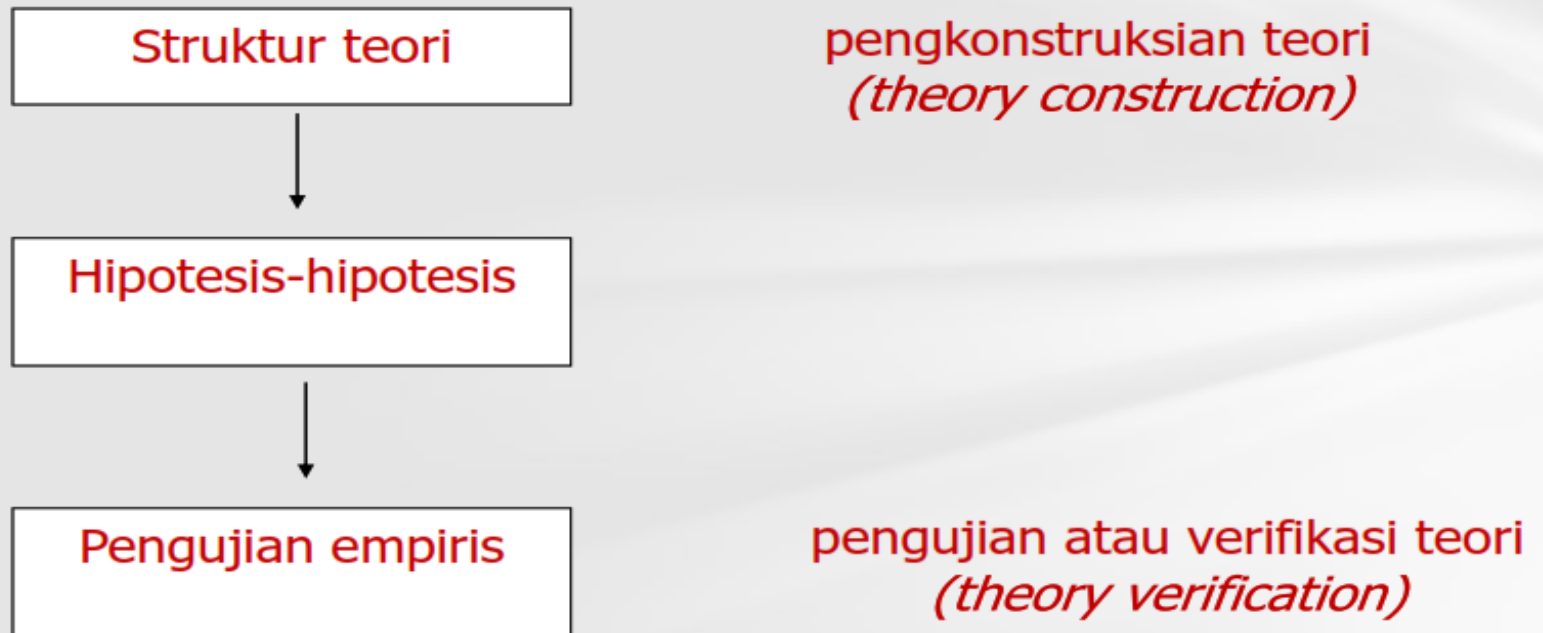 Struktur teori
pengkonstruksian teori
(theory construction)
Hipotesis-hipotesis
Pengujian empiris
pengujian atau verifikasi teori
(theory verification)